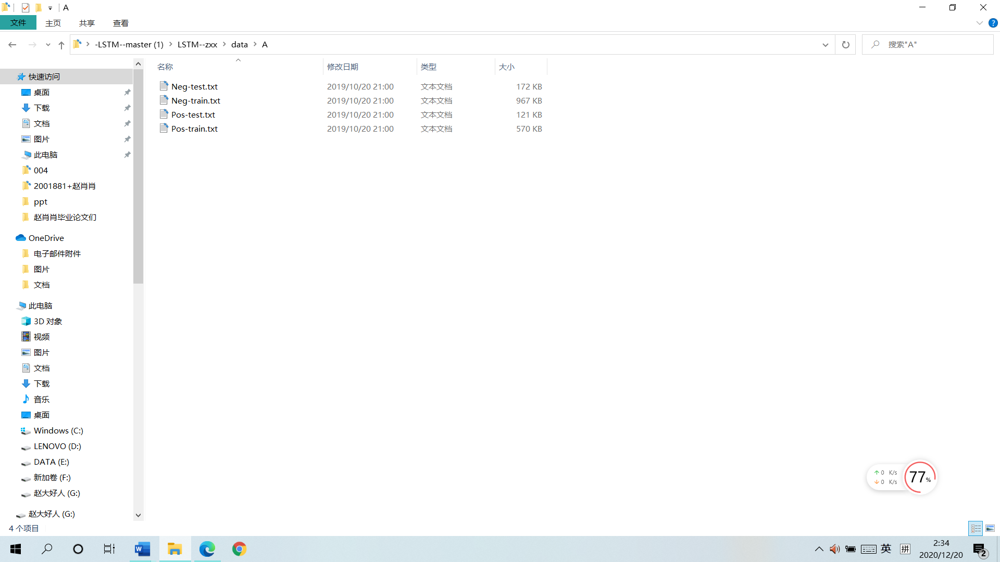 A
文件 主页 共享 查看
-LSTM--master (1) LSTM--zxx data A 搜索"A"
名称 修改日期 类型 大小
Neg-test.txt 2019/10/20 21:00 文本文档 172 KB
Neg-train.txt 2019/10/20 21:00 文本文档 967 KB
Pos-test.txt 2019/10/20 21:00 文本文档 121 KB
Pos-train.txt 2019/10/20 21:00 文本文档 570 KB
快速访问
桌面
下载
文档
图片
此电脑
004
2001881+赵肖肖
ppt
赵肖肖毕业论文们
OneDrive
电子邮件附件
图片
文档
此电脑
3D 对象
视频
图片
文档
下载
音乐
桌面
Windows (C:)
LENOVO (D:)
DATA (E:)
新加卷 (F:)
赵大好人 (G:)
赵大好人 (G:)
↑ 0 K/s
↓ 0 K/s
77%
4 个项目
英 拼
2:34
2020/12/20
2